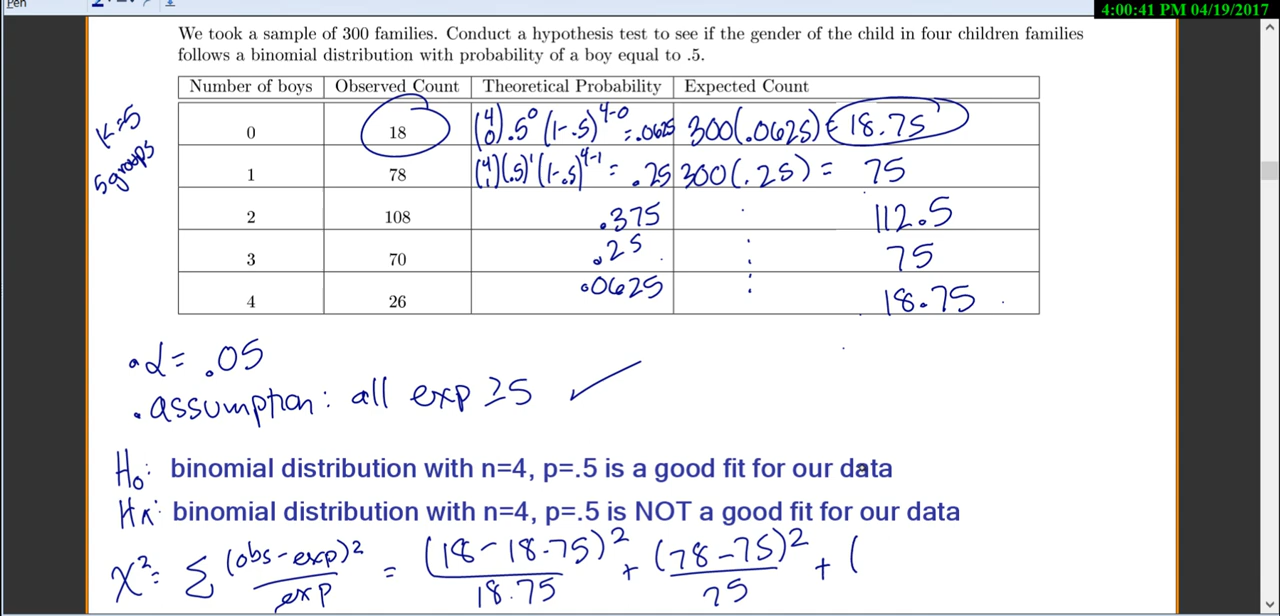 Pen
4:00:41 PM 04/19/2017
We took a sample of 300 families. Conduct a hypothesis test to see if the gender of the child in four children families
follows a binomial distribution with probability of a boy equal to .5.
Number of boys Observed Count Theoretical Probability Expected Count
K=5
5 groups
0 18 (4 0) .5^0 (1-.5)^4-0 = .0625 300(.0625) = 18.75
1 78 (4 1)(.5)^1 (1-.5)^4-1 = .25 300(.25) = 75
2 108 .375 . 112.5
3 70 .25 : 75
4 26 .0625 : 18.75
• α = .05
• assumption: all exp ≥5 ✓
H₀: binomial distribution with n=4, p=.5 is a good fit for our data
HA: binomial distribution with n=4, p=.5 is NOT a good fit for our data
χ² = Σ (obs-exp)²/exp = (18-18.75)²/18.75 + (78-75)²/75 + (